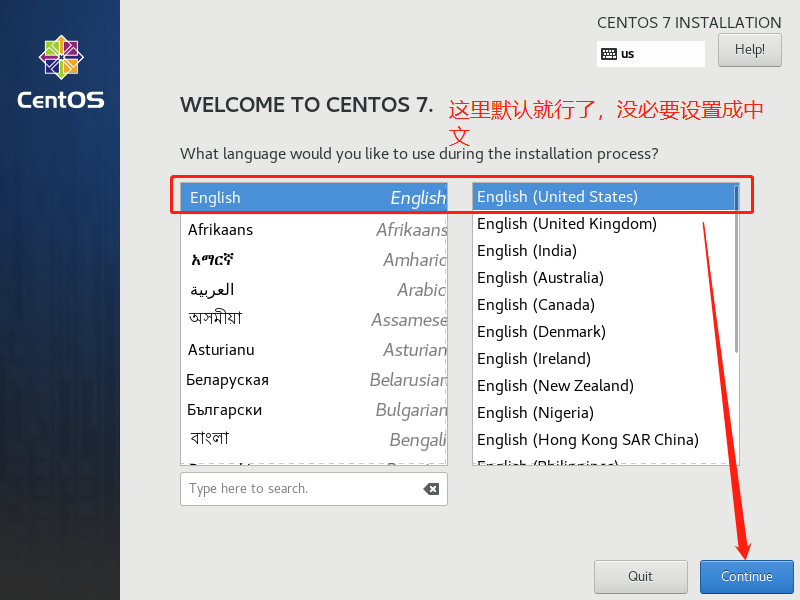 CENTOS 7 INSTALLATION
us
Help!
CentOS
WELCOME TO CENTOS 7.
这里默认就行了，没必要设置成中
文
What language would you like to use during the installation process?
English English
Afrikaans Afrikaans
አማርኛ Amharic
العربية Arabic
অসমীয়া Assamese
Asturianu Asturian
Беларуская Belarusian
Български Bulgarian
বাংলা Bengali
English (United States)
English (United Kingdom)
English (India)
English (Australia)
English (Canada)
English (Denmark)
English (Ireland)
English (New Zealand)
English (Nigeria)
English (Hong Kong SAR China)
English (Philippines)
Type here to search.
Quit
Continue